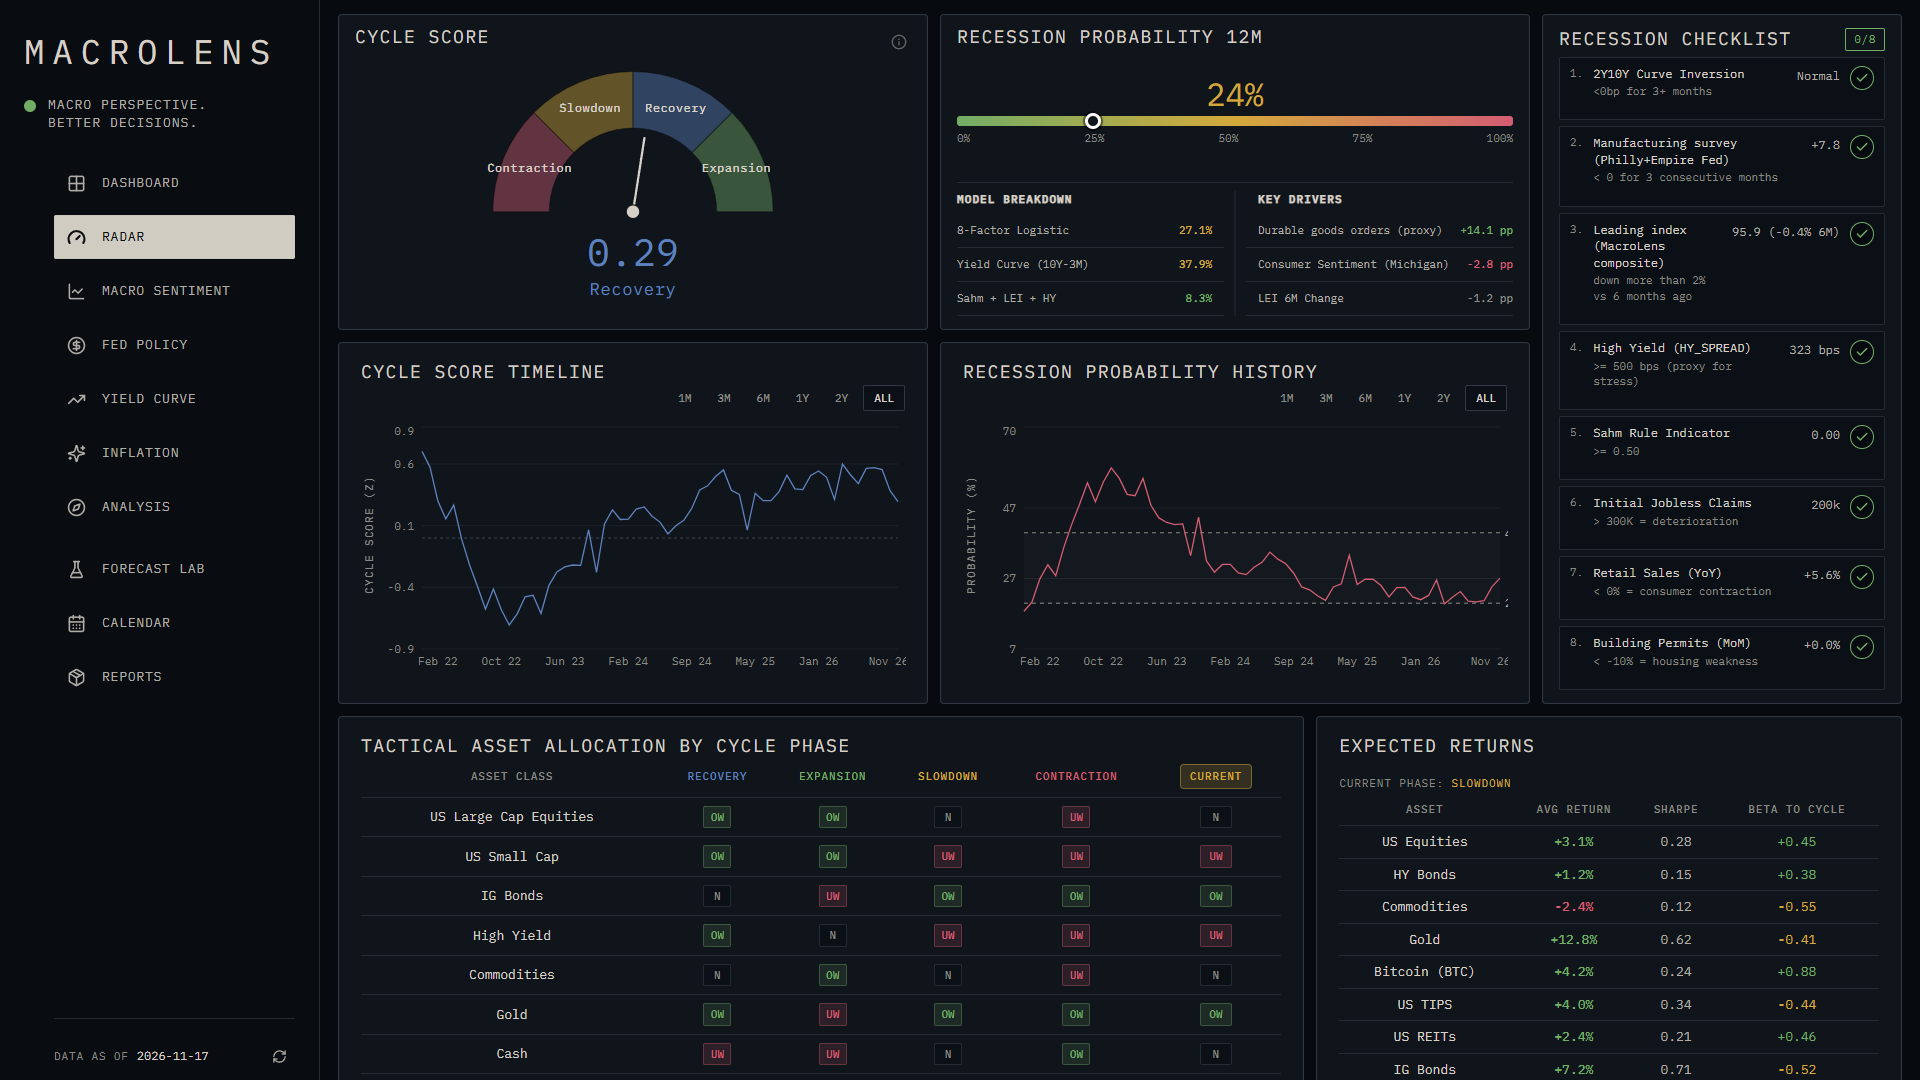 MACROLENS
MACRO PERSPECTIVE.
BETTER DECISIONS.
DASHBOARD
RADAR
MACRO SENTIMENT
FED POLICY
YIELD CURVE
INFLATION
ANALYSIS
FORECAST LAB
CALENDAR
REPORTS
DATA AS OF 2026-11-17
CYCLE SCORE
Slowdown Recovery
Contraction Expansion
0.29
Recovery
RECESSION PROBABILITY 12M
24%
0% 25% 50% 75% 100%
MODEL BREAKDOWN
8-Factor Logistic 27.1%
Yield Curve (10Y-3M) 37.9%
Sahm + LEI + HY 8.3%
KEY DRIVERS
Durable goods orders (proxy) +14.1 pp
Consumer Sentiment (Michigan) -2.8 pp
LEI 6M Change -1.2 pp
RECESSION CHECKLIST 0/8
1. 2Y10Y Curve Inversion Normal
<0bp for 3+ months
2. Manufacturing survey +7.8
(Philly+Empire Fed)
< 0 for 3 consecutive months
3. Leading index 95.9 (-0.4% 6M)
(MacroLens
composite)
down more than 2%
vs 6 months ago
4. High Yield (HY_SPREAD) 323 bps
>= 500 bps (proxy for
stress)
5. Sahm Rule Indicator 0.00
>= 0.50
6. Initial Jobless Claims 200k
> 300K = deterioration
7. Retail Sales (YoY) +5.6%
< 0% = consumer contraction
8. Building Permits (MoM) +0.0%
< -10% = housing weakness
CYCLE SCORE TIMELINE
1M 3M 6M 1Y 2Y ALL
CYCLE SCORE (Z)
0.9
0.6
0.1
-0.4
-0.9
Feb 22 Oct 22 Jun 23 Feb 24 Sep 24 May 25 Jan 26 Nov 26
RECESSION PROBABILITY HISTORY
1M 3M 6M 1Y 2Y ALL
PROBABILITY (%)
70
47
27
7
Feb 22 Oct 22 Jun 23 Feb 24 Sep 24 May 25 Jan 26 Nov 26
TACTICAL ASSET ALLOCATION BY CYCLE PHASE
ASSET CLASS RECOVERY EXPANSION SLOWDOWN CONTRACTION CURRENT
US Large Cap Equities OW OW N UW N
US Small Cap OW OW UW UW UW
IG Bonds N UW OW OW OW
High Yield OW N UW UW UW
Commodities N OW N UW N
Gold OW UW OW OW OW
Cash UW UW N OW N
EXPECTED RETURNS
CURRENT PHASE: SLOWDOWN
ASSET AVG RETURN SHARPE BETA TO CYCLE
US Equities +3.1% 0.28 +0.45
HY Bonds +1.2% 0.15 +0.38
Commodities -2.4% 0.12 -0.55
Gold +12.8% 0.62 -0.41
Bitcoin (BTC) +4.2% 0.24 +0.88
US TIPS +4.0% 0.34 -0.44
US REITs +2.4% 0.21 +0.46
IG Bonds +7.2% 0.71 -0.52